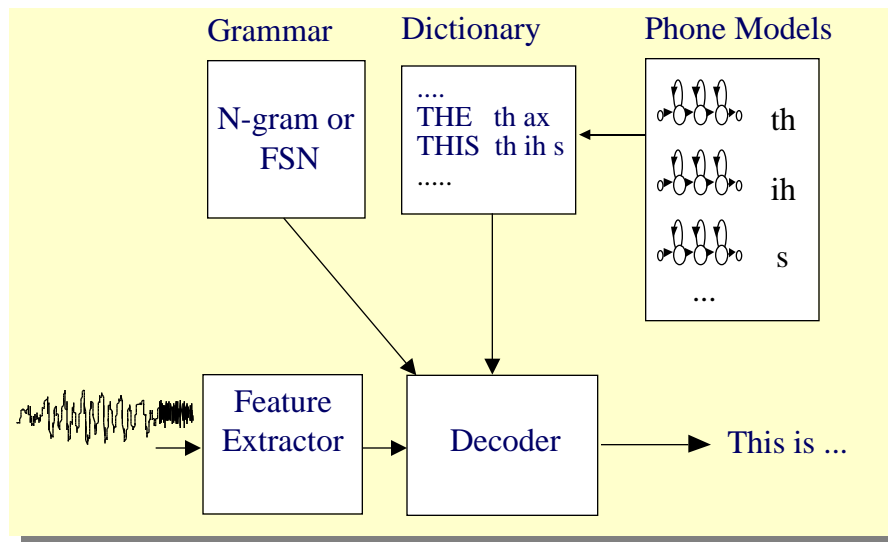 Grammar
Dictionary
Phone Models
N-gram or
FSN
....
THE th ax
THIS th ih s
.....
th
ih
s
...
Feature
Extractor
Decoder
This is ...